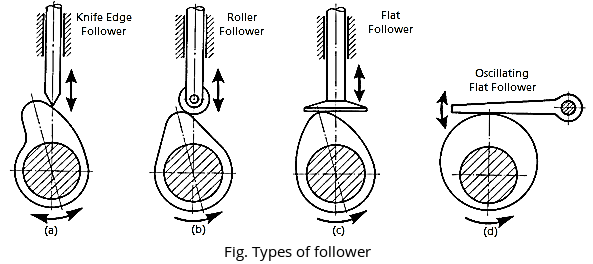 Knife Edge
Follower
Roller
Follower
Flat
Follower
Oscillating
Flat Follower
(a)
(b)
(c)
(d)
Fig. Types of follower